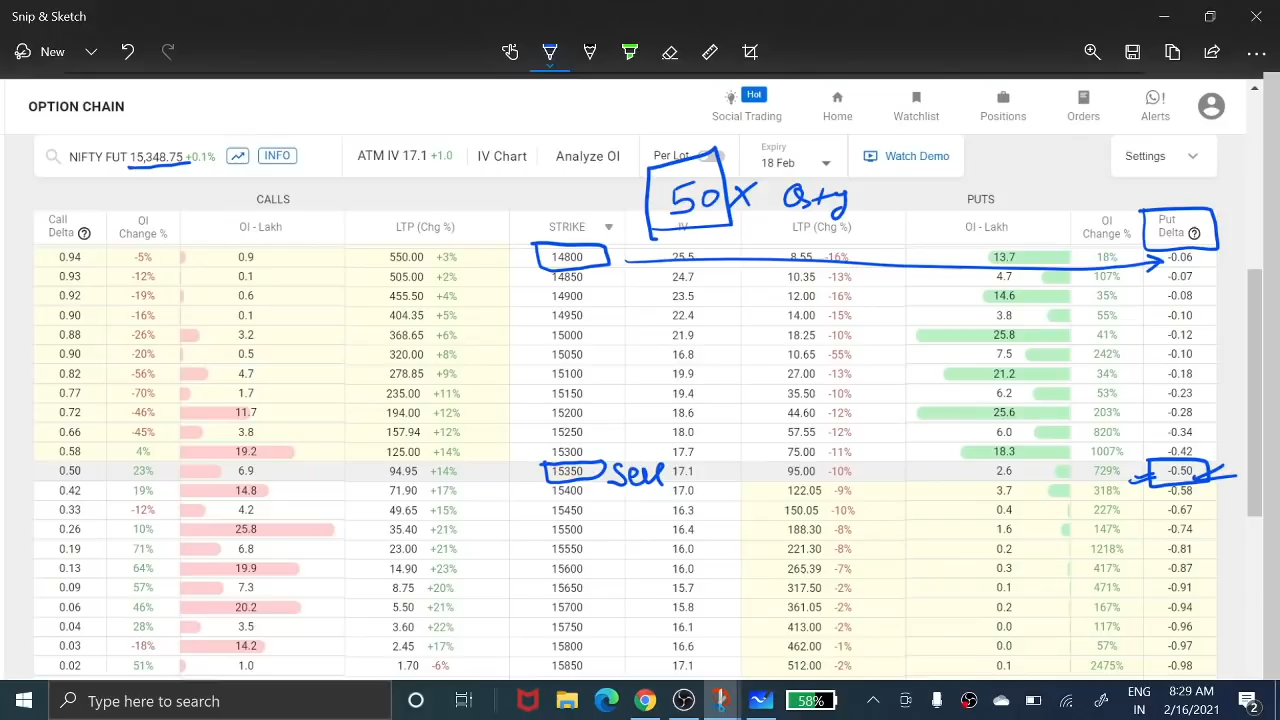 Snip & Sketch
New
OPTION CHAIN
Hot
Social Trading
Home
Watchlist
Positions
Orders
Alerts
NIFTY FUT 15,348.75 +0.1%
INFO
ATM IV 17.1 +1.0
IV Chart
Analyze OI
Per Lot
Expiry
18 Feb
Watch Demo
Settings
50 X Qty
CALLS PUTS
Call Delta ? OI Change % OI - Lakh LTP (Chg %) STRIKE IV LTP (Chg %) OI - Lakh OI Change % Put Delta ?
0.94 -5% 0.9 550.00 +3% 14800 25.5 8.55 -16% 13.7 18% -0.06
0.93 -12% 0.1 505.00 +2% 14850 24.7 10.35 -13% 4.7 107% -0.07
0.92 -19% 0.6 455.50 +4% 14900 23.5 12.00 -16% 14.6 35% -0.08
0.90 -16% 0.1 404.35 +5% 14950 22.4 14.00 -15% 3.8 55% -0.10
0.88 -26% 3.2 368.65 +6% 15000 21.9 18.25 -10% 25.8 41% -0.12
0.90 -20% 0.5 320.00 +8% 15050 16.8 10.65 -55% 7.5 242% -0.10
0.82 -56% 4.7 278.85 +9% 15100 19.9 27.00 -13% 21.2 34% -0.18
0.77 -70% 1.7 235.00 +11% 15150 19.4 35.50 -10% 6.2 53% -0.23
0.72 -46% 11.7 194.00 +12% 15200 18.6 44.60 -12% 25.6 203% -0.28
0.66 -45% 3.8 157.94 +12% 15250 18.0 57.55 -12% 6.0 820% -0.34
0.58 4% 19.2 125.00 +14% 15300 17.7 75.00 -11% 18.3 1007% -0.42
0.50 23% 6.9 94.95 +14% 15350 Sell 17.1 95.00 -10% 2.6 729% -0.50
0.42 19% 14.8 71.90 +17% 15400 17.0 122.05 -9% 3.7 318% -0.58
0.33 -12% 4.2 49.65 +15% 15450 16.3 150.05 -10% 0.4 227% -0.67
0.26 10% 25.8 35.40 +21% 15500 16.4 188.30 -8% 1.6 147% -0.74
0.19 71% 6.8 23.00 +21% 15550 16.0 221.30 -8% 0.2 1218% -0.81
0.13 64% 19.9 14.90 +23% 15600 16.0 265.39 -7% 0.3 417% -0.87
0.09 57% 7.3 8.75 +20% 15650 15.7 317.50 -2% 0.1 471% -0.91
0.06 46% 20.2 5.50 +21% 15700 15.8 361.05 -2% 0.2 167% -0.94
0.04 28% 3.5 3.60 +22% 15750 16.1 413.00 -2% 0.0 117% -0.96
0.03 -18% 14.2 2.45 +17% 15800 16.6 462.00 -1% 0.0 57% -0.97
0.02 51% 1.0 1.70 -6% 15850 17.1 512.00 -2% 0.1 2475% -0.98
Type here to search
58%
ENG
IN
8:29 AM
2/16/2021
2